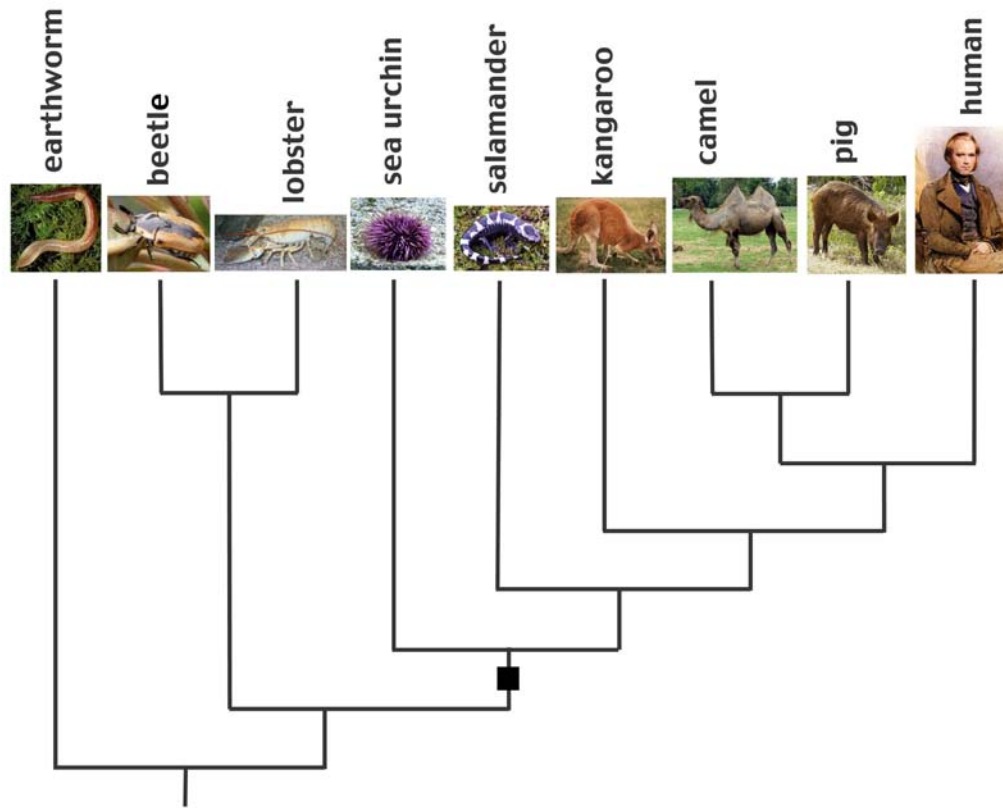 earthworm
beetle
lobster
sea urchin
salamander
kangaroo
camel
pig
human